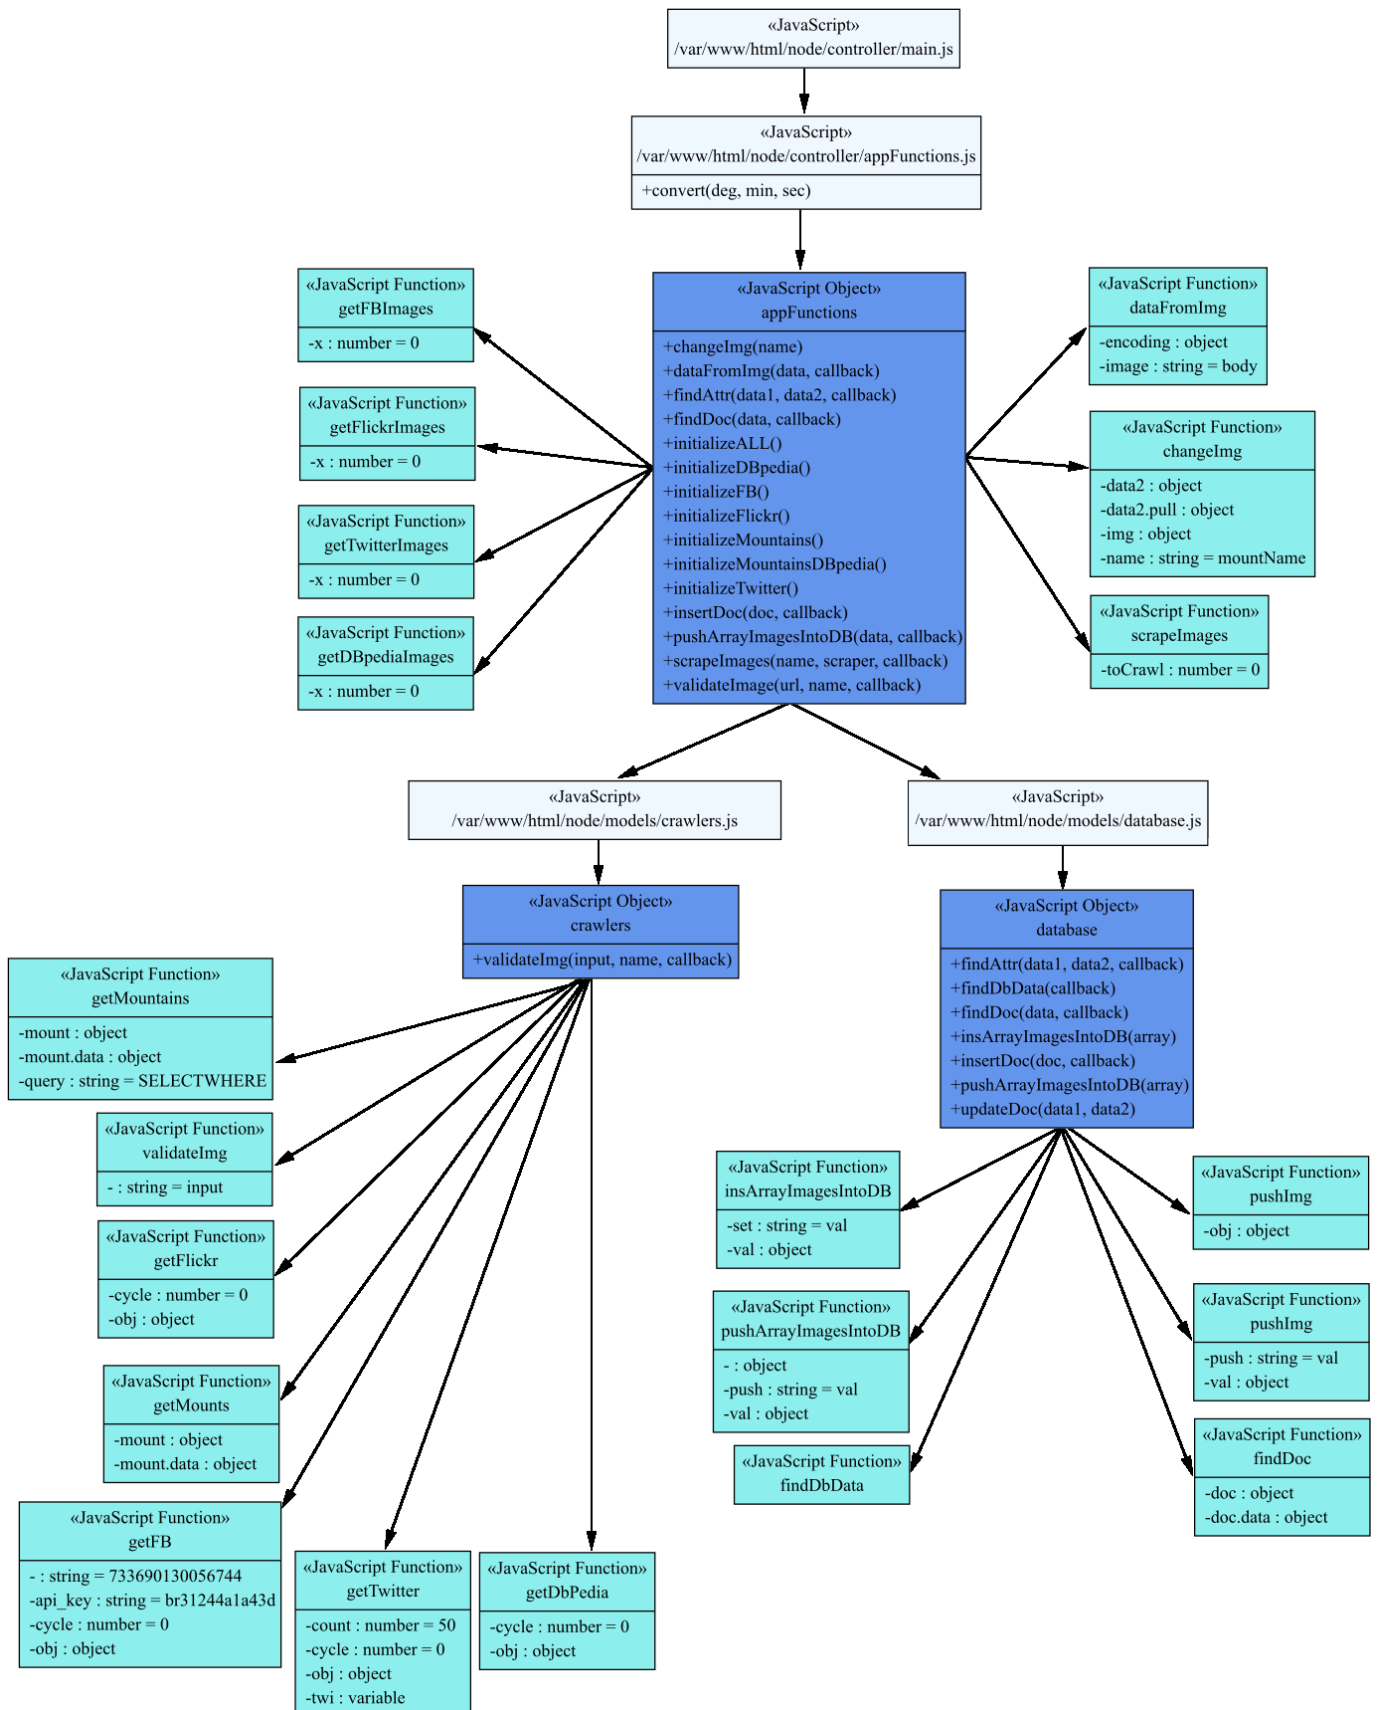 «JavaScript»
/var/www/html/node/controller/main.js
«JavaScript»
/var/www/html/node/controller/appFunctions.js
+convert(deg, min, sec)
«JavaScript Function»
getFBImages
-x : number = 0
«JavaScript Function»
getFlickrImages
-x : number = 0
«JavaScript Function»
getTwitterImages
-x : number = 0
«JavaScript Function»
getDBpediaImages
-x : number = 0
«JavaScript Object»
appFunctions
+changeImg(name)
+dataFromImg(data, callback)
+findAttr(data1, data2, callback)
+findDoc(data, callback)
+initializeALL()
+initializeDBpedia()
+initializeFB()
+initializeFlickr()
+initializeMountains()
+initializeMountainsDBpedia()
+initializeTwitter()
+insertDoc(doc, callback)
+pushArrayImagesIntoDB(data, callback)
+scrapeImages(name, scraper, callback)
+validateImage(url, name, callback)
«JavaScript Function»
dataFromImg
-encoding : object
-image : string = body
«JavaScript Function»
changeImg
-data2 : object
-data2.pull : object
-img : object
-name : string = mountName
«JavaScript Function»
scrapeImages
-toCrawl : number = 0
«JavaScript»
/var/www/html/node/models/crawlers.js
«JavaScript»
/var/www/html/node/models/database.js
«JavaScript Object»
crawlers
+validateImg(input, name, callback)
«JavaScript Object»
database
+findAttr(data1, data2, callback)
+findDbData(callback)
+findDoc(data, callback)
+insArrayImagesIntoDB(array)
+insertDoc(doc, callback)
+pushArrayImagesIntoDB(array)
+updateDoc(data1, data2)
«JavaScript Function»
getMountains
-mount : object
-mount.data : object
-query : string = SELECTWHERE
«JavaScript Function»
validateImg
- : string = input
«JavaScript Function»
getFlickr
-cycle : number = 0
-obj : object
«JavaScript Function»
getMounts
-mount : object
-mount.data : object
«JavaScript Function»
getFB
- : string = 733690130056744
-api_key : string = br31244a1a43d
-cycle : number = 0
-obj : object
«JavaScript Function»
getTwitter
-count : number = 50
-cycle : number = 0
-obj : object
-twi : variable
«JavaScript Function»
getDbPedia
-cycle : number = 0
-obj : object
«JavaScript Function»
insArrayImagesIntoDB
-set : string = val
-val : object
«JavaScript Function»
pushArrayImagesIntoDB
- : object
-push : string = val
-val : object
«JavaScript Function»
findDbData
«JavaScript Function»
pushImg
-obj : object
«JavaScript Function»
pushImg
-push : string = val
-val : object
«JavaScript Function»
findDoc
-doc : object
-doc.data : object